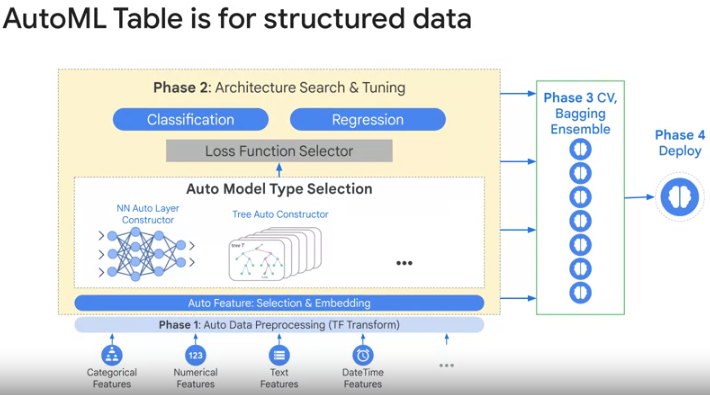 AutoML Table is for structured data
Phase 2: Architecture Search & Tuning
Classification
Regression
Loss Function Selector
Auto Model Type Selection
NN Auto Layer
Constructor
Tree Auto Constructor
•••
Auto Feature: Selection & Embedding
Phase 1: Auto Data Preprocessing (TF Transform)
123
Categorical
Features
Numerical
Features
Text
Features
DateTime
Features
•••
Phase 3 CV,
Bagging
Ensemble
Phase 4
Deploy